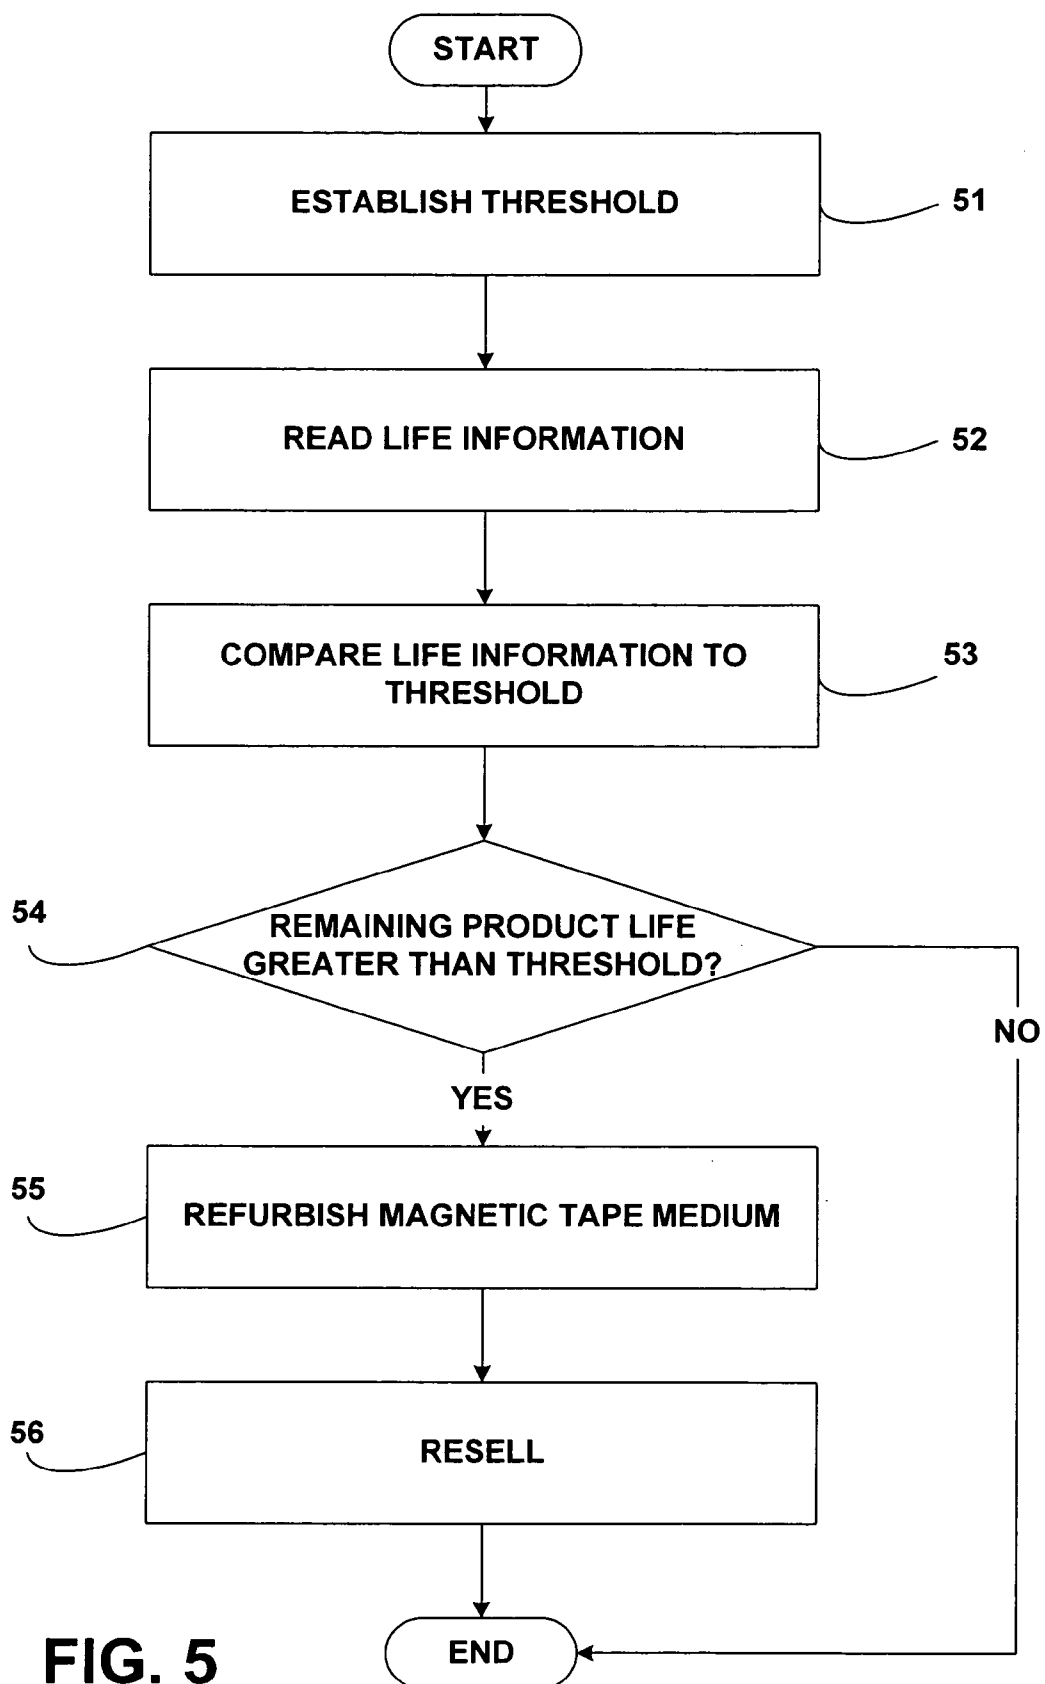 START
ESTABLISH THRESHOLD
51
READ LIFE INFORMATION
52
COMPARE LIFE INFORMATION TO
THRESHOLD
53
54
REMAINING PRODUCT LIFE
GREATER THAN THRESHOLD?
NO
YES
55
REFURBISH MAGNETIC TAPE MEDIUM
56
RESELL
END
FIG. 5